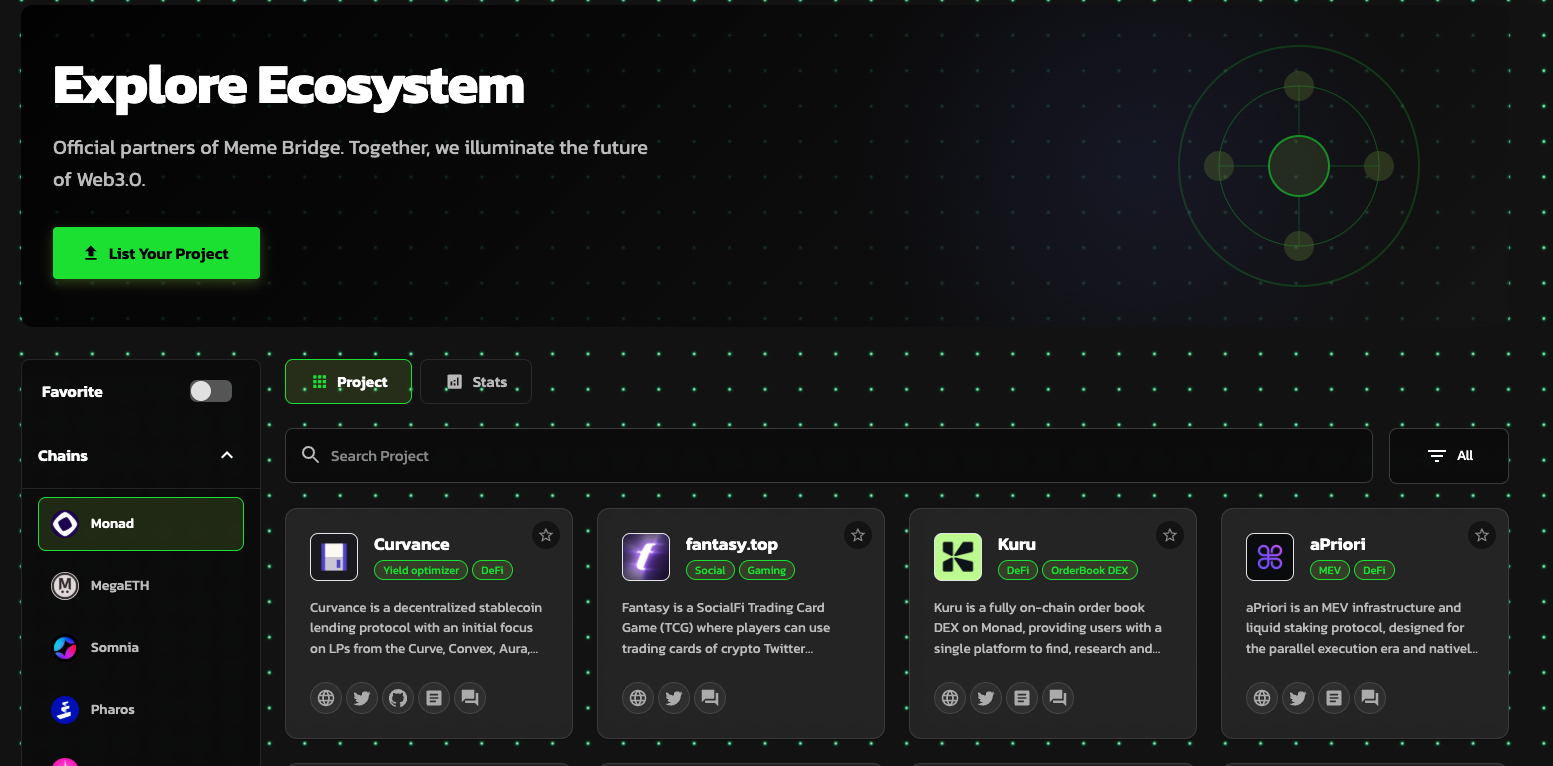 Explore Ecosystem
Official partners of Meme Bridge. Together, we illuminate the future
of Web3.0.
List Your Project
Favorite
Chains
Monad
MegaETH
Somnia
Pharos
Project
Stats
Search Project
All
Curvance
Yield optimizer
DeFi
Curvance is a decentralized stablecoin
lending protocol with an initial focus
on LPs from the Curve, Convex, Aura,...
fantasy.top
Social
Gaming
Fantasy is a SocialFi Trading Card
Game (TCG) where players can use
trading cards of crypto Twitter...
Kuru
DeFi
OrderBook DEX
Kuru is a fully on-chain order book
DEX on Monad, providing users with a
single platform to find, research and...
aPriori
MEV
DeFi
aPriori is an MEV infrastructure and
liquid staking protocol, designed for
the parallel execution era and nativel...